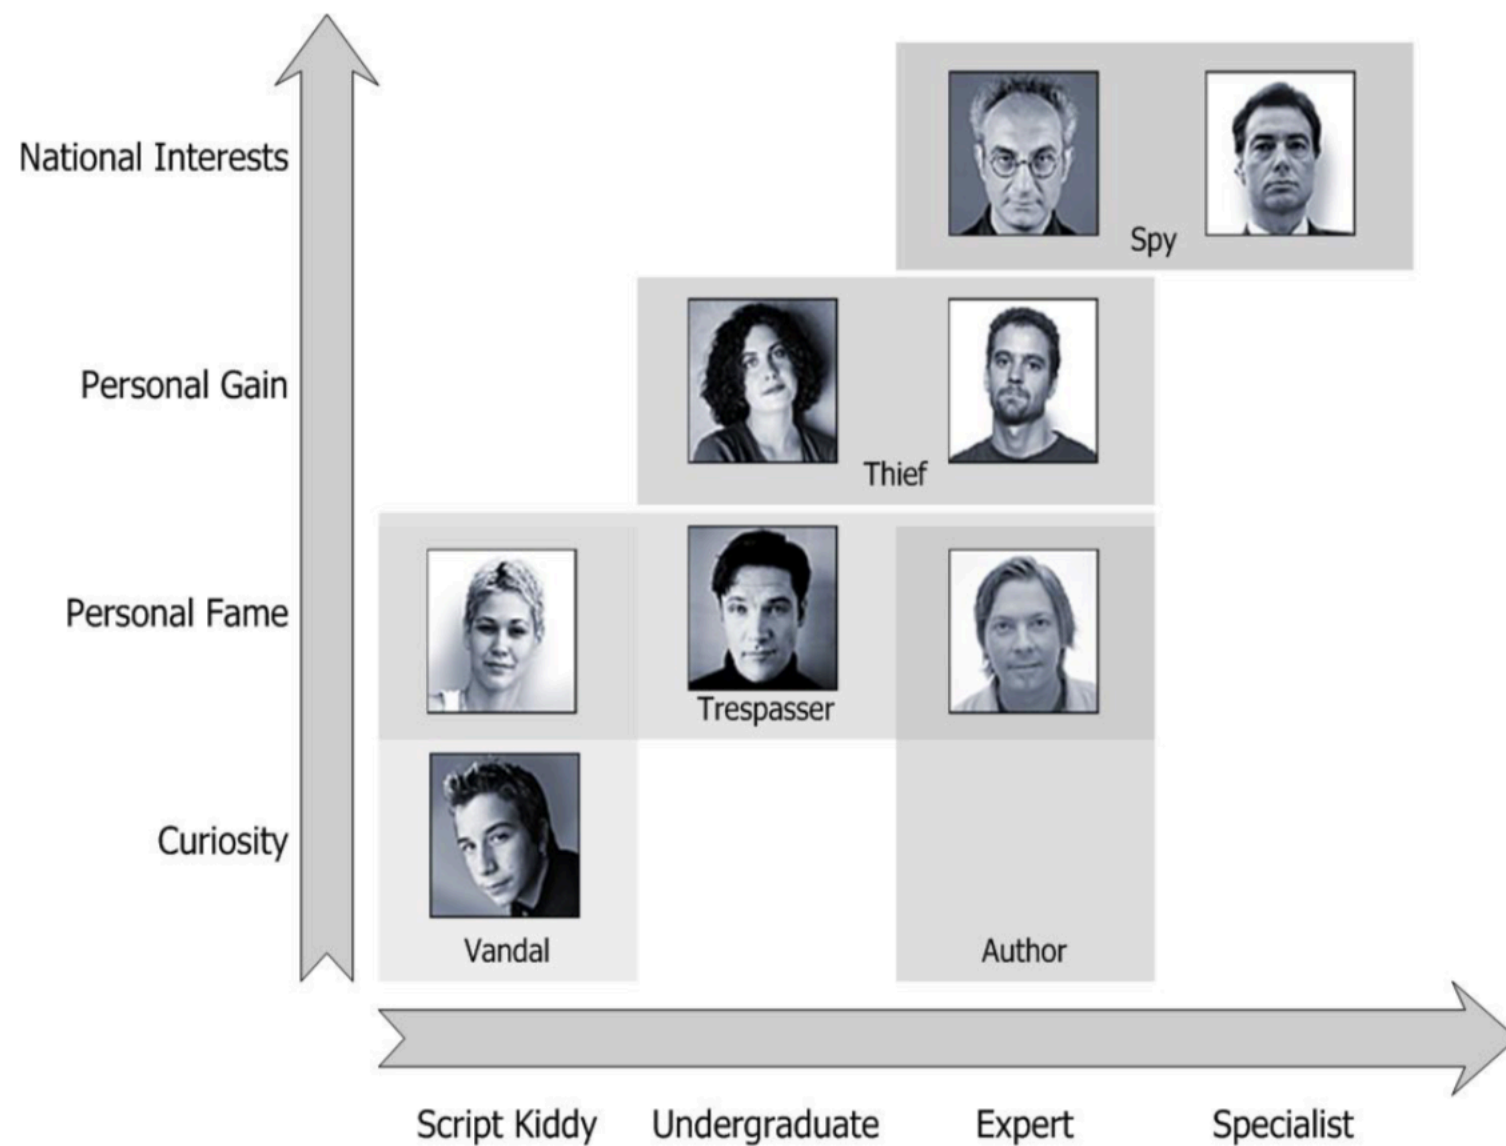 National Interests
Spy
Personal Gain
Thief
Personal Fame
Trespasser
Curiosity
Vandal
Author
Script Kiddy
Undergraduate
Expert
Specialist